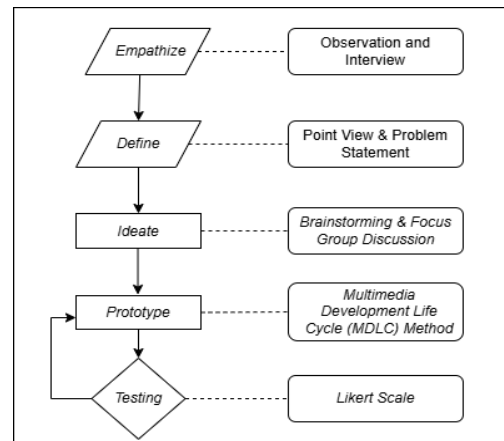 Empathize
Observation and
Interview
Define
Point View & Problem
Statement
Ideate
Brainstorming & Focus
Group Discussion
Prototype
Multimedia
Development Life
Cycle (MDLC) Method
Testing
Likert Scale